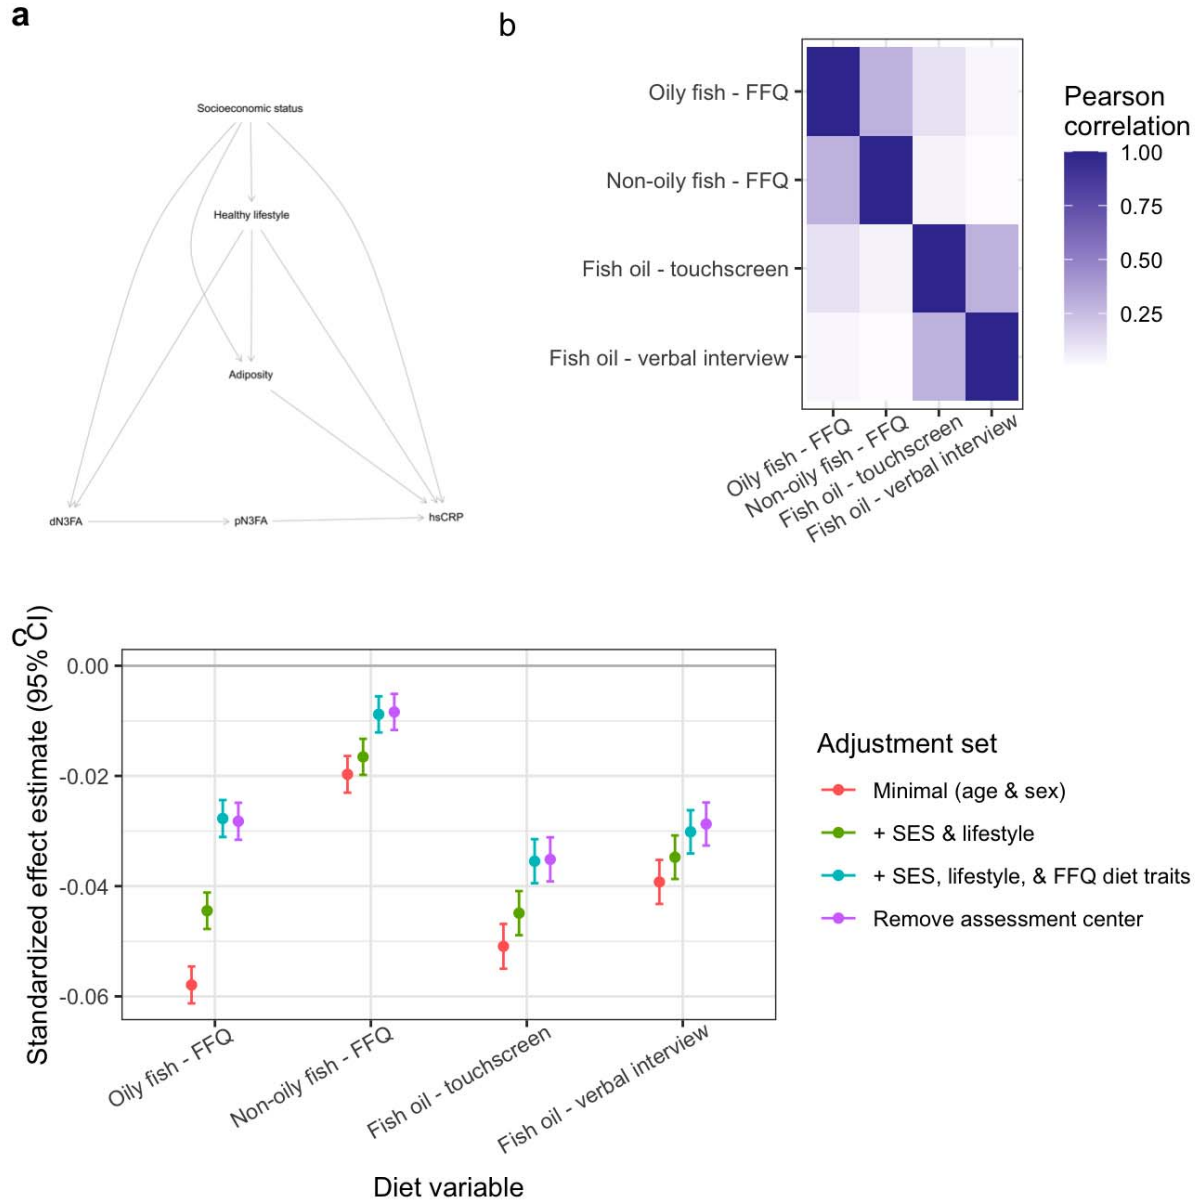 a
Socioeconomic status
Healthy lifestyle
Adiposity
dN3FA
pN3FA
hsCRP
b
Oily fish - FFQ
Non-oily fish - FFQ
Fish oil - touchscreen
Fish oil - verbal interview
Oily fish - FFQ
Non-oily fish - FFQ
Fish oil - touchscreen
Fish oil - verbal interview
Pearson
correlation
1.00
0.75
0.50
0.25
c
Standardized effect estimate (95% CI)
0.00
-0.02
-0.04
-0.06
Oily fish - FFQ
Non-oily fish - FFQ
Fish oil - touchscreen
Fish oil - verbal interview
Diet variable
Adjustment set
Minimal (age & sex)
+ SES & lifestyle
+ SES, lifestyle, & FFQ diet traits
Remove assessment center